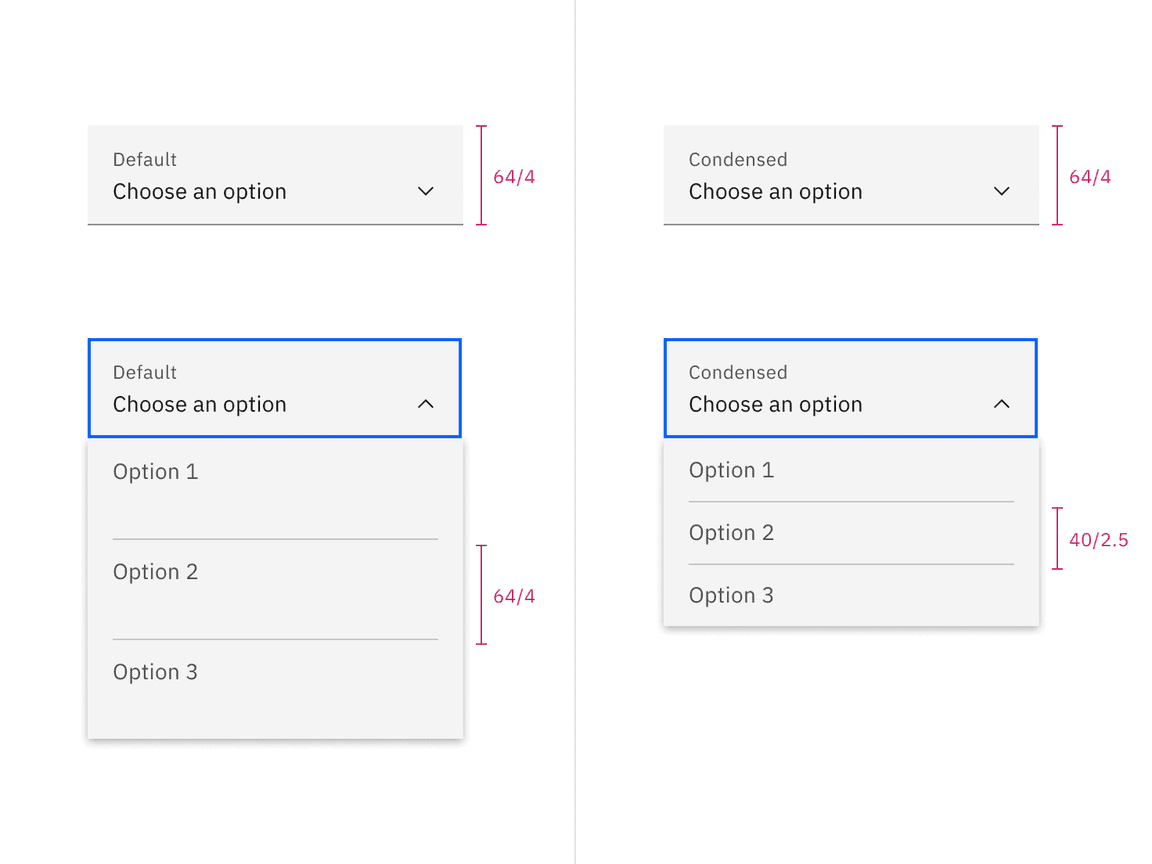 Default
Choose an option
64/4
Default
Choose an option
Option 1
Option 2
64/4
Option 3
Condensed
Choose an option
64/4
Condensed
Choose an option
Option 1
Option 2
40/2.5
Option 3